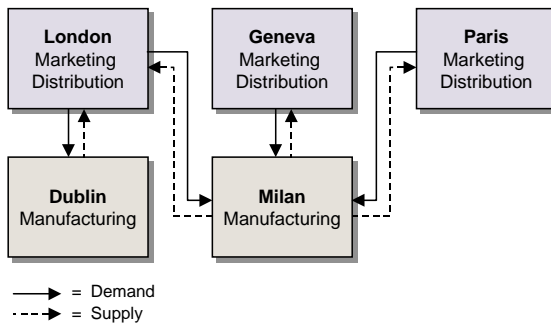 London
Marketing
Distribution
Geneva
Marketing
Distribution
Paris
Marketing
Distribution
Dublin
Manufacturing
Milan
Manufacturing
= Demand
= Supply